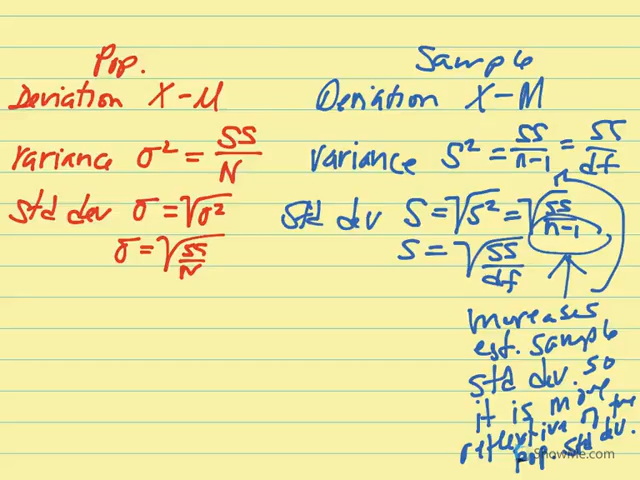 Pop.
Deviation X-μ
variance σ² = SS/N
Std dev σ = √σ²
σ = √SS/N
Sample
Deviation X-M
variance S² = SS/n-1 = SS/df
Std dev S = √S² = √SS/n-1
S = √SS/df
increases
est. sample
std dev. so
it is more
reflective of the
pop. std dev.
ShowMe.com